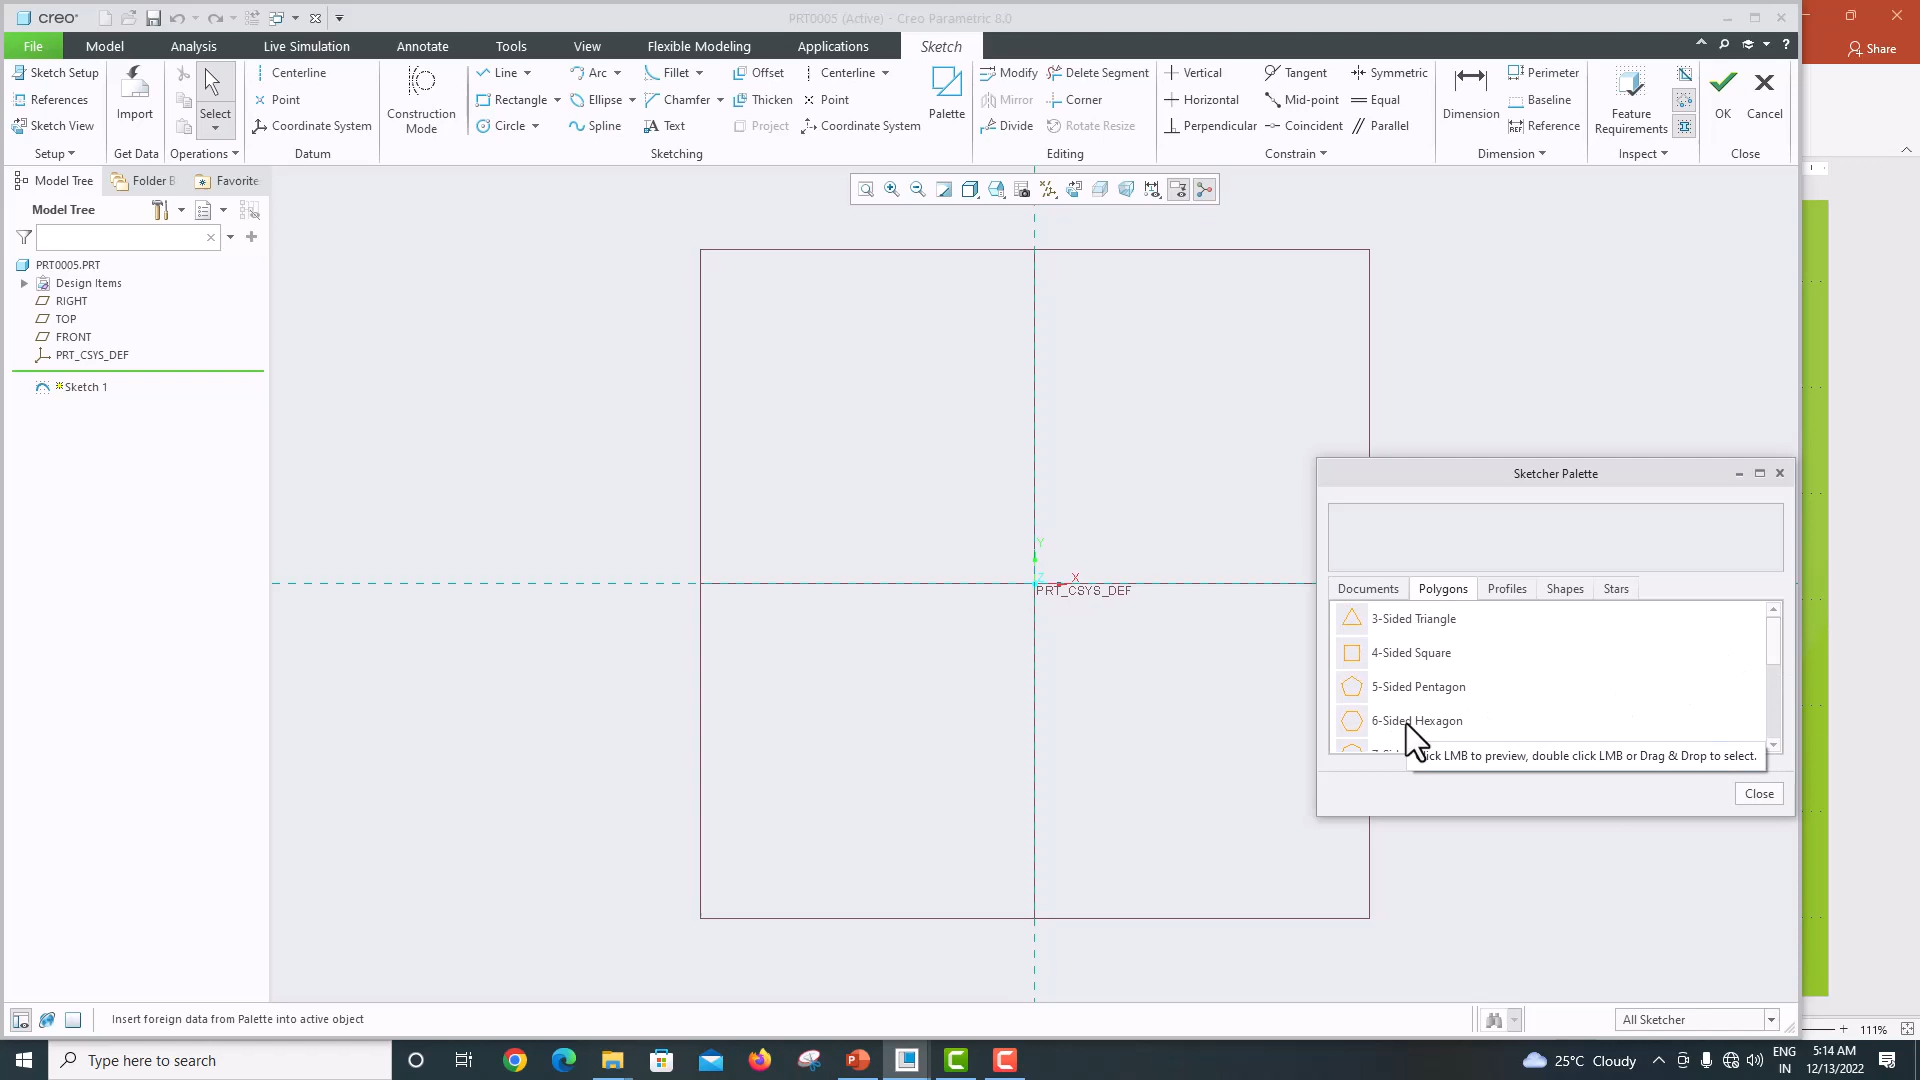 creo°
PRT0005 (Active) - Creo Parametric 8.0
File Model Analysis Live Simulation Annotate Tools View Flexible Modeling Applications Sketch
Share
Sketch Setup
References
Sketch View
Setup
Import
Get Data
Select
Operations
Centerline
Point
Coordinate System
Datum
Construction
Mode
Line
Rectangle
Circle
Arc
Ellipse
Spline
Fillet
Chamfer
Text
Offset
Thicken
Project
Centerline
Point
Coordinate System
Palette
Sketching
Modify
Mirror
Divide
Delete Segment
Corner
Rotate Resize
Editing
Vertical
Horizontal
Perpendicular
Tangent
Mid-point
Coincident
Symmetric
Equal
Parallel
Constrain
Dimension
Perimeter
Baseline
Reference
Dimension
Feature
Requirements
Inspect
OK
Cancel
Close
Model Tree
Folder B
Favorite
Model Tree
PRT0005.PRT
Design Items
RIGHT
TOP
FRONT
PRT_CSYS_DEF
Sketch 1
Y
Z
X
PRT_CSYS_DEF
Sketcher Palette
Documents Polygons Profiles Shapes Stars
3-Sided Triangle
4-Sided Square
5-Sided Pentagon
6-Sided Hexagon
ick LMB to preview, double click LMB or Drag & Drop to select.
Close
Insert foreign data from Palette into active object
All Sketcher
111%
Type here to search
25°C Cloudy
ENG
IN
5:14 AM
12/13/2022